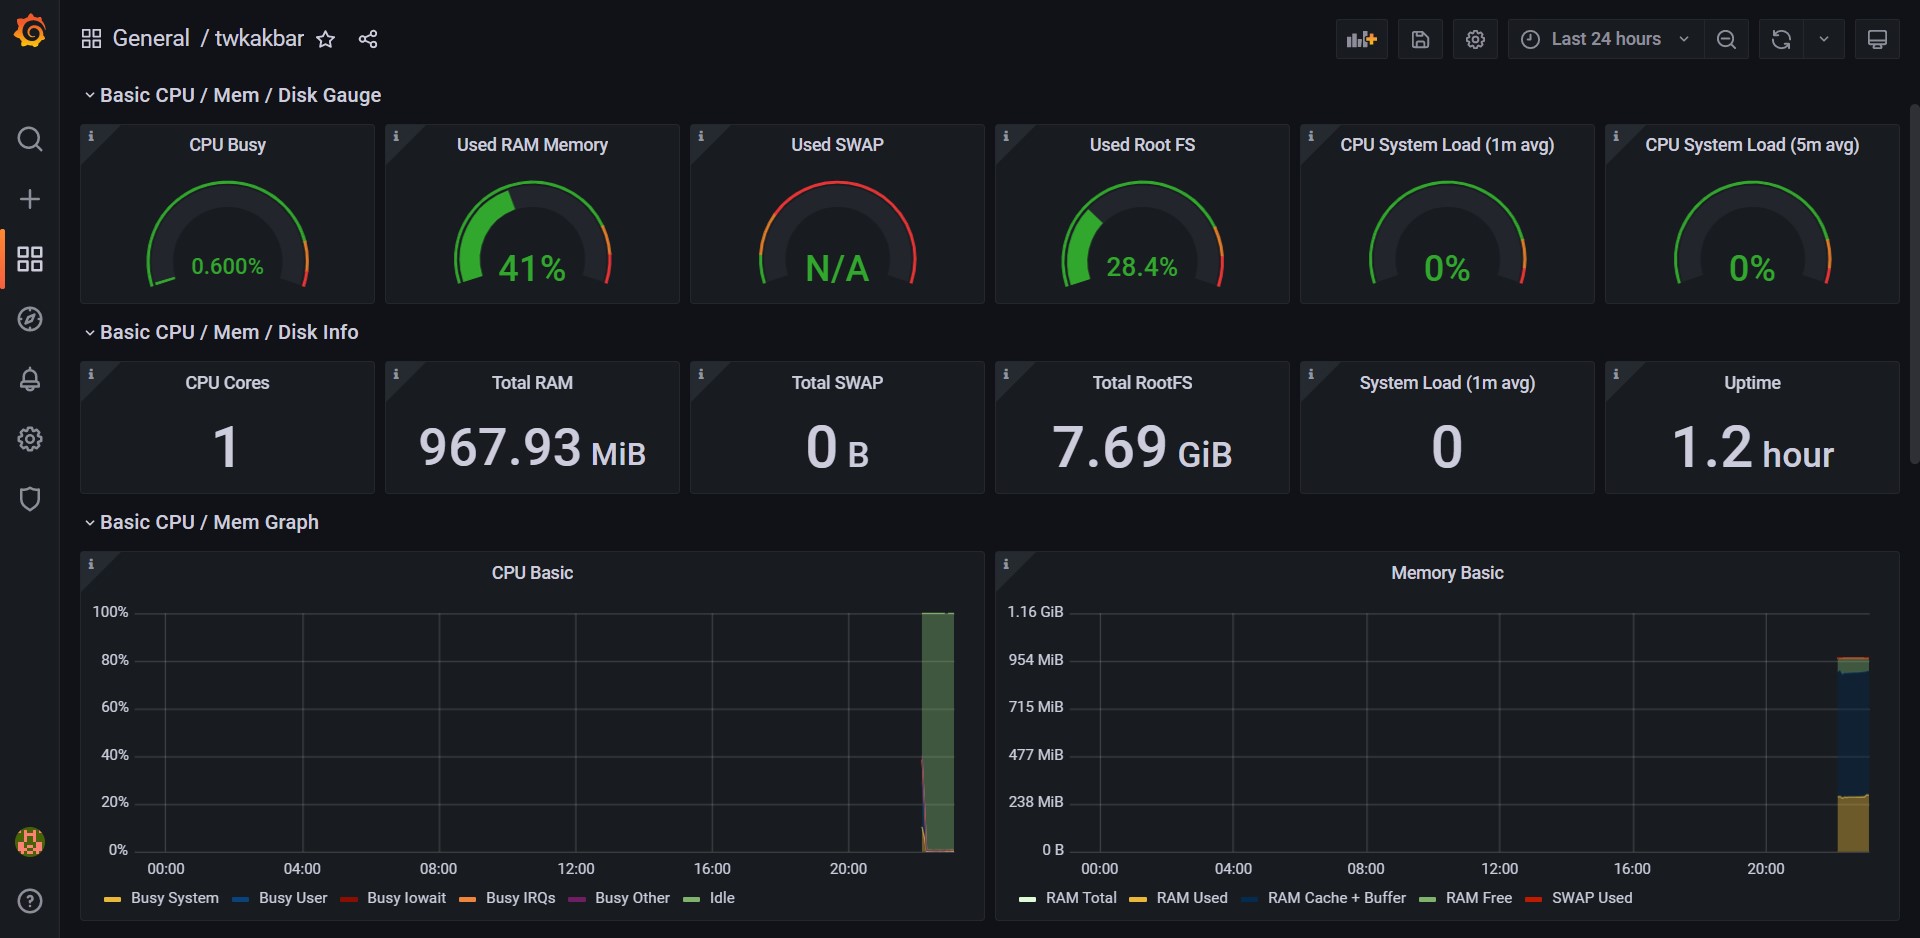 General / twkakbar
Last 24 hours
Basic CPU / Mem / Disk Gauge
CPU Busy
0.600%
Used RAM Memory
41%
Used SWAP
N/A
Used Root FS
28.4%
CPU System Load (1m avg)
0%
CPU System Load (5m avg)
0%
Basic CPU / Mem / Disk Info
CPU Cores
1
Total RAM
967.93 MiB
Total SWAP
0 B
Total RootFS
7.69 GiB
System Load (1m avg)
0
Uptime
1.2 hour
Basic CPU / Mem Graph
CPU Basic
100%
80%
60%
40%
20%
0%
00:00 04:00 08:00 12:00 16:00 20:00
Busy System Busy User Busy Iowait Busy IRQs Busy Other Idle
Memory Basic
1.16 GiB
954 MiB
715 MiB
477 MiB
238 MiB
0 B
00:00 04:00 08:00 12:00 16:00 20:00
RAM Total RAM Used RAM Cache + Buffer RAM Free SWAP Used